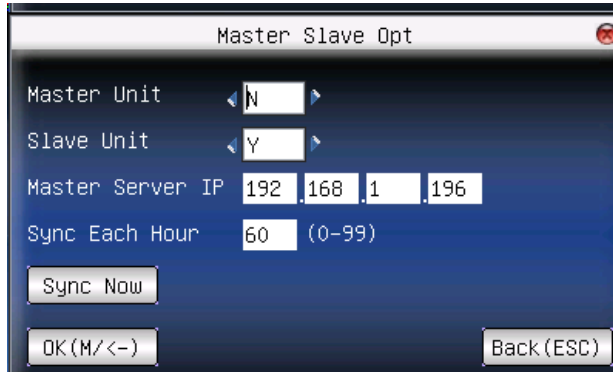 Master Slave Opt
Master Unit N
Slave Unit Y
Master Server IP 192.168.1.196
Sync Each Hour 60 (0-99)
Sync Now
OK(M/<-) Back(ESC)